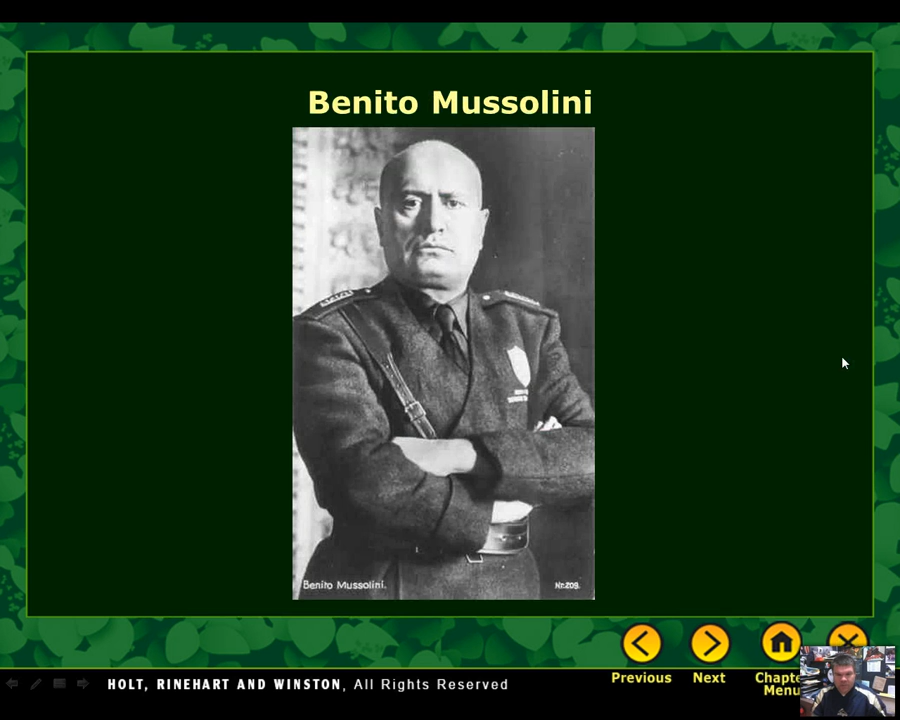 Benito Mussolini
Benito Mussolini.
Nr.209.
Previous
Next
HOLT, RINEHART AND WINSTON, All Rights Reserved